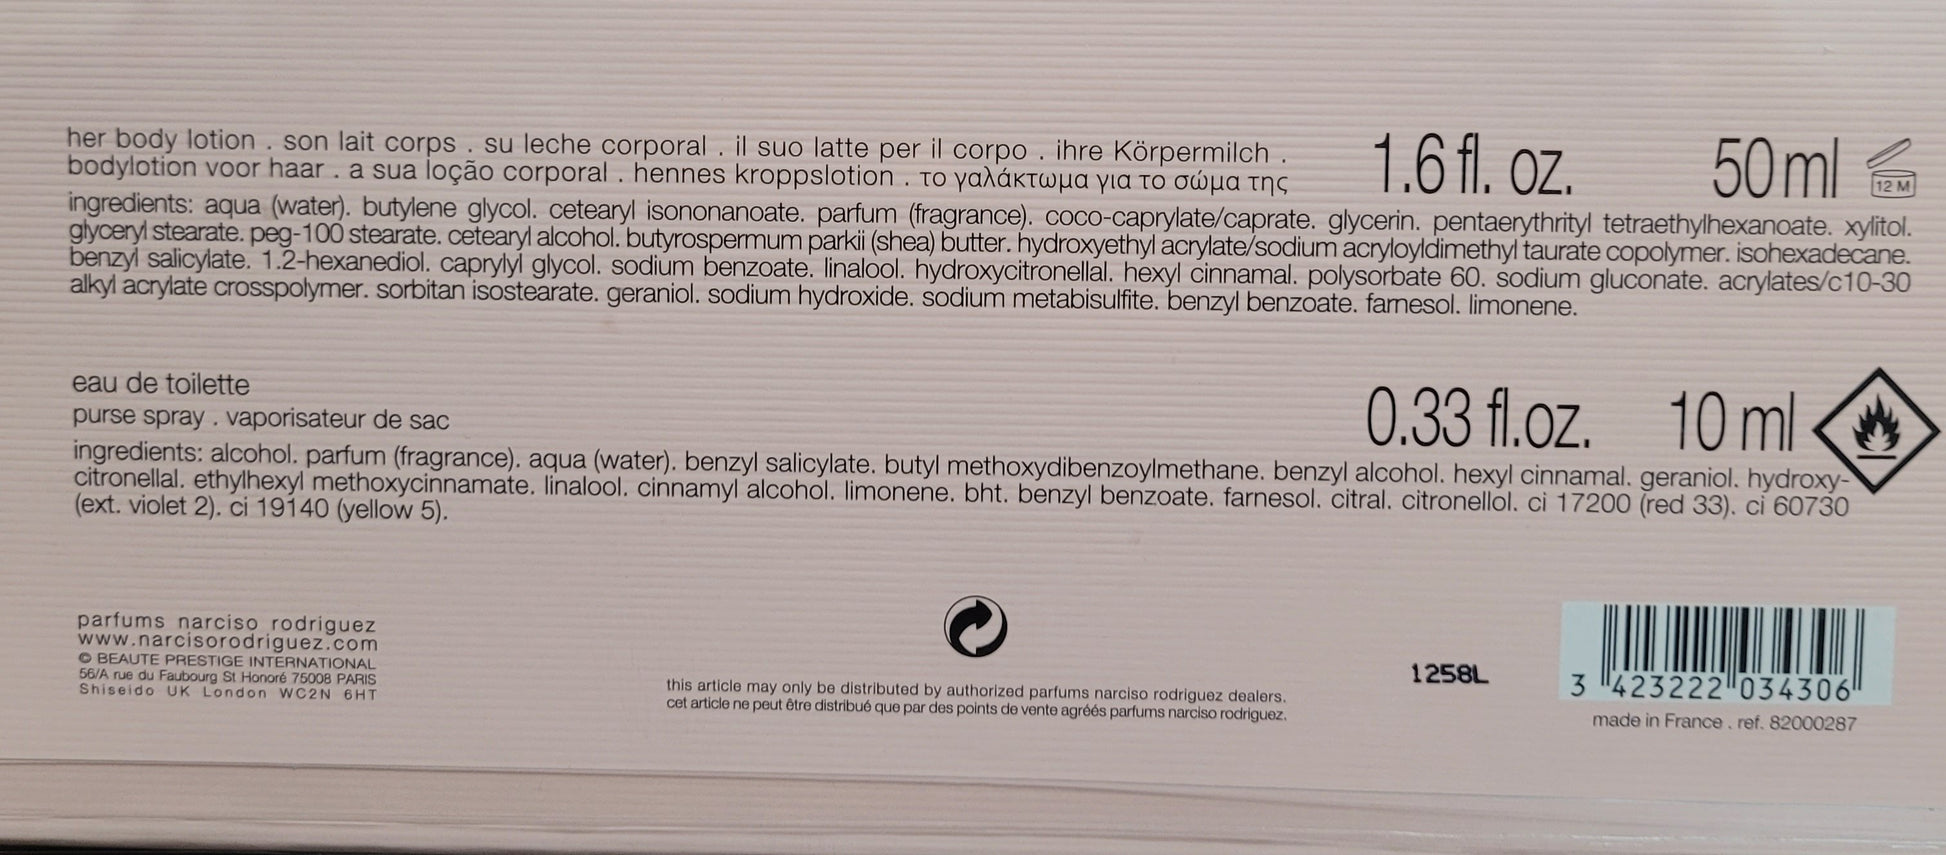 her body lotion . son lait corps . su leche corporal . il suo latte per il corpo . ihre Körpermilch .
bodylotion voor haar . a sua loção corporal . hennes kroppslotion . το γαλάκτωμα για το σώμα της
1.6 fl. oz. 50 ml 12 M
ingredients: aqua (water). butylene glycol. cetearyl isononanoate. parfum (fragrance). coco-caprylate/caprate. glycerin. pentaerythrityl tetraethylhexanoate. xylitol.
glyceryl stearate. peg-100 stearate. cetearyl alcohol. butyrospermum parkii (shea) butter. hydroxyethyl acrylate/sodium acryloyldimethyl taurate copolymer. isohexadecane.
benzyl salicylate. 1.2-hexanediol. caprylyl glycol. sodium benzoate. linalool. hydroxycitronellal. hexyl cinnamal. polysorbate 60. sodium gluconate. acrylates/c10-30
alkyl acrylate crosspolymer. sorbitan isostearate. geraniol. sodium hydroxide. sodium metabisulfite. benzyl benzoate. farnesol. limonene.
eau de toilette
purse spray . vaporisateur de sac
0.33 fl.oz. 10 ml
ingredients: alcohol. parfum (fragrance). aqua (water). benzyl salicylate. butyl methoxydibenzoylmethane. benzyl alcohol. hexyl cinnamal. geraniol. hydroxy-
citronellal. ethylhexyl methoxycinnamate. linalool. cinnamyl alcohol. limonene. bht. benzyl benzoate. farnesol. citral. citronellol. ci 17200 (red 33). ci 60730
(ext. violet 2). ci 19140 (yellow 5).
parfums narciso rodriguez
www.narcisorodriguez.com
© BEAUTE PRESTIGE INTERNATIONAL
56/A rue du Faubourg St Honoré 75008 PARIS
Shiseido UK London WC2N 6HT
this article may only be distributed by authorized parfums narciso rodriguez dealers.
cet article ne peut être distribué que par des points de vente agréés parfums narciso rodriguez.
1258L
3 423222 034306
made in France . ref. 82000287